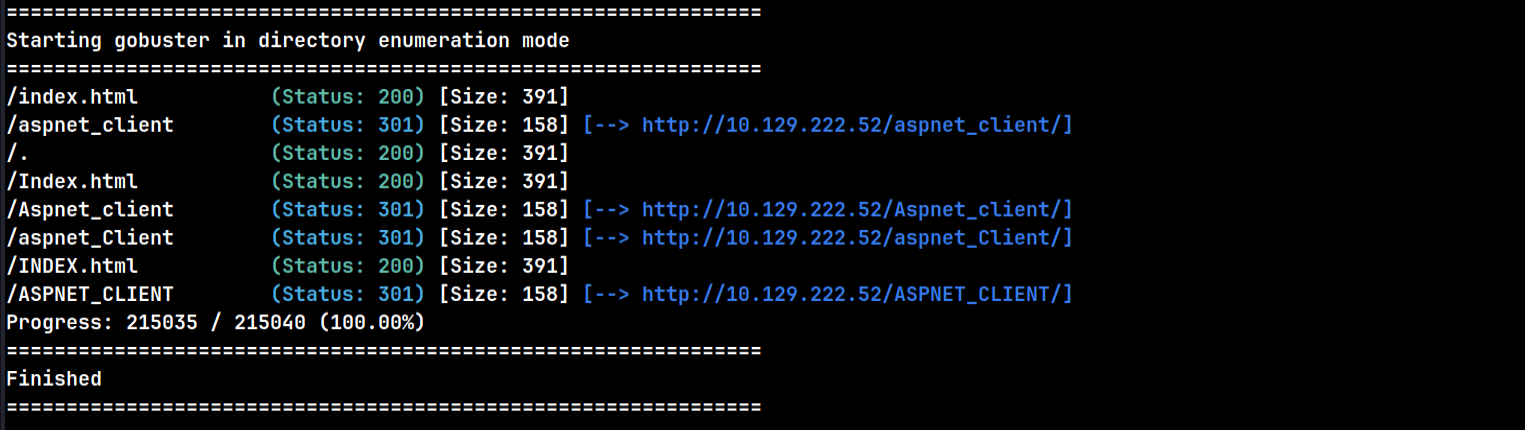 ===============================================================
Starting gobuster in directory enumeration mode
===============================================================
/index.html           (Status: 200) [Size: 391]
/aspnet_client        (Status: 301) [Size: 158] [--> http://10.129.222.52/aspnet_client/]
/.                    (Status: 200) [Size: 391]
/Index.html           (Status: 200) [Size: 391]
/Aspnet_client        (Status: 301) [Size: 158] [--> http://10.129.222.52/Aspnet_client/]
/aspnet_Client        (Status: 301) [Size: 158] [--> http://10.129.222.52/aspnet_Client/]
/INDEX.html           (Status: 200) [Size: 391]
/ASPNET_CLIENT        (Status: 301) [Size: 158] [--> http://10.129.222.52/ASPNET_CLIENT/]
Progress: 215035 / 215040 (100.00%)
===============================================================
Finished
===============================================================